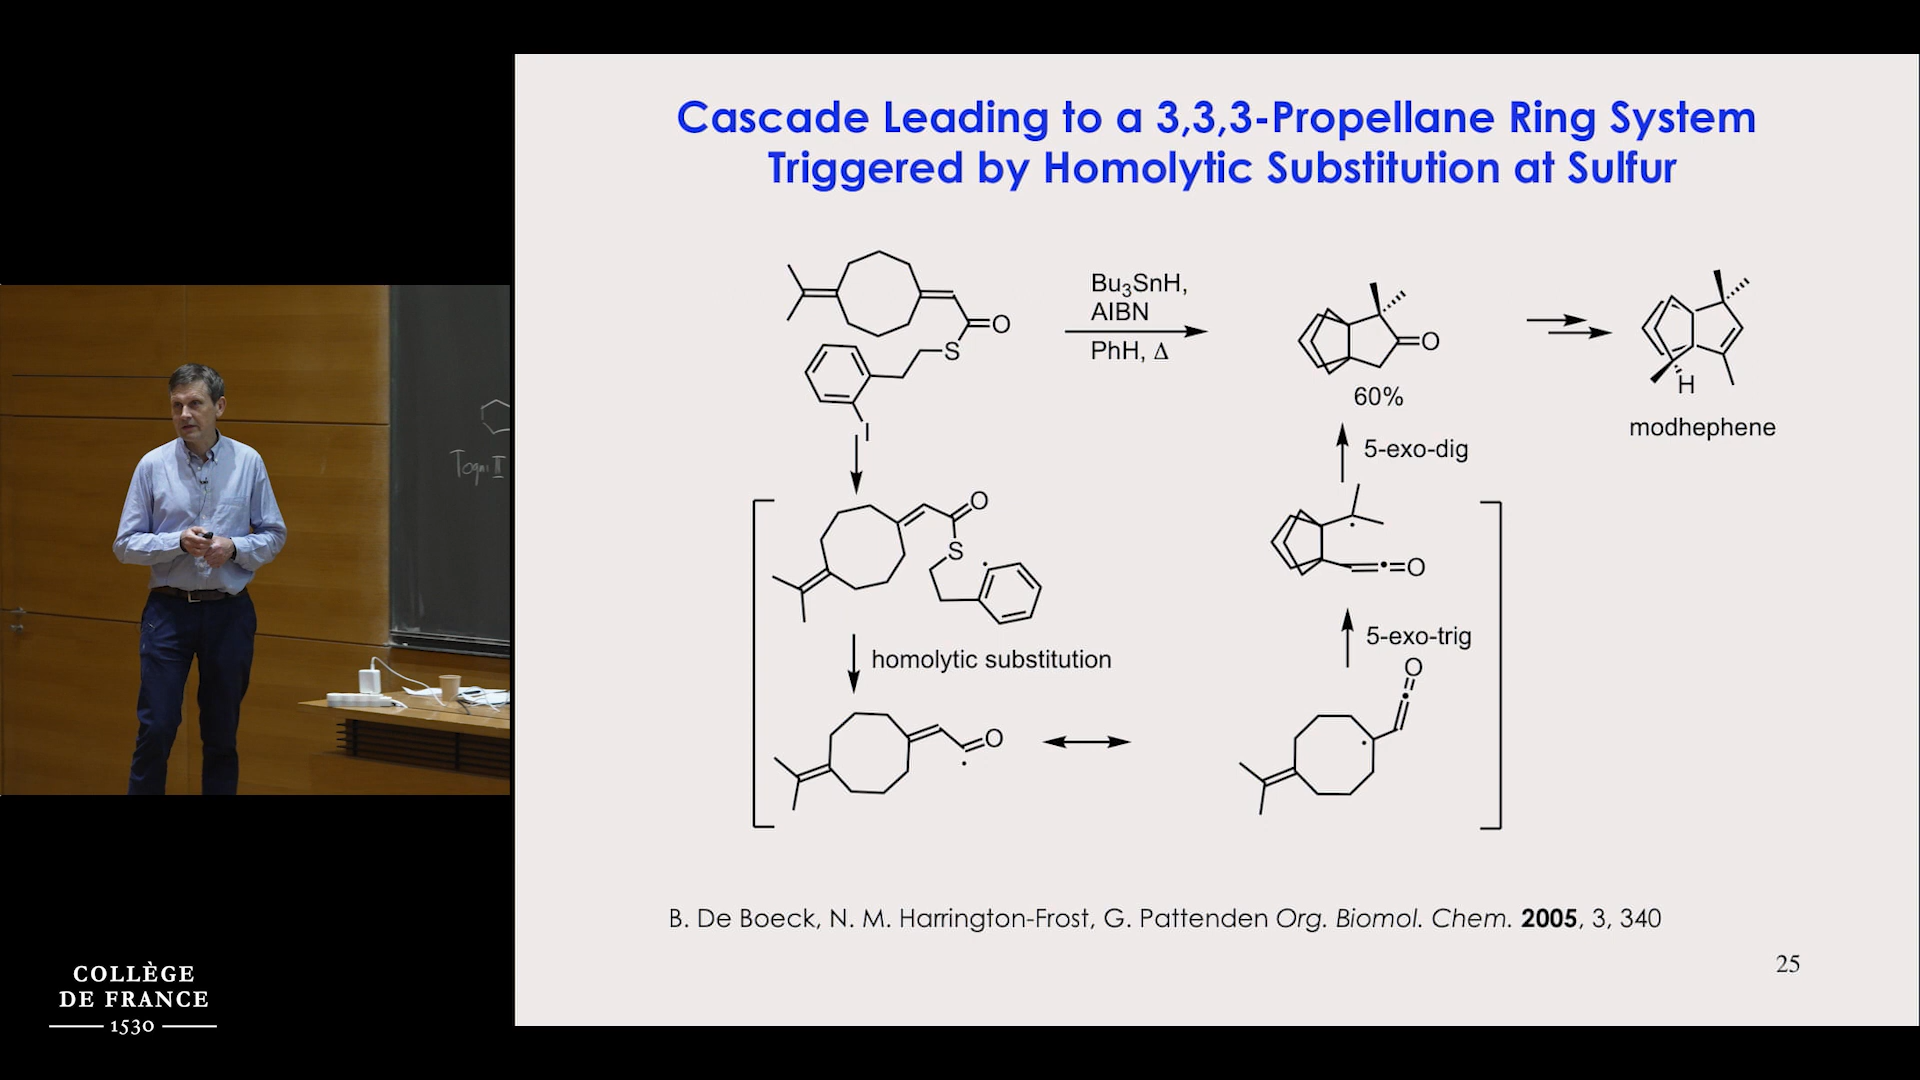 Cascade Leading to a 3,3,3-Propellane Ring System
Triggered by Homolytic Substitution at Sulfur
Bu₃SnH,
AIBN
PhH, Δ
O
S
I
O
60%
H
modhephene
5-exo-dig
O
S
O
homolytic substitution
5-exo-trig
O
O
B. De Boeck, N. M. Harrington-Frost, G. Pattenden Org. Biomol. Chem. 2005, 3, 340
25
Togni II
COLLÈGE
DE FRANCE
1530